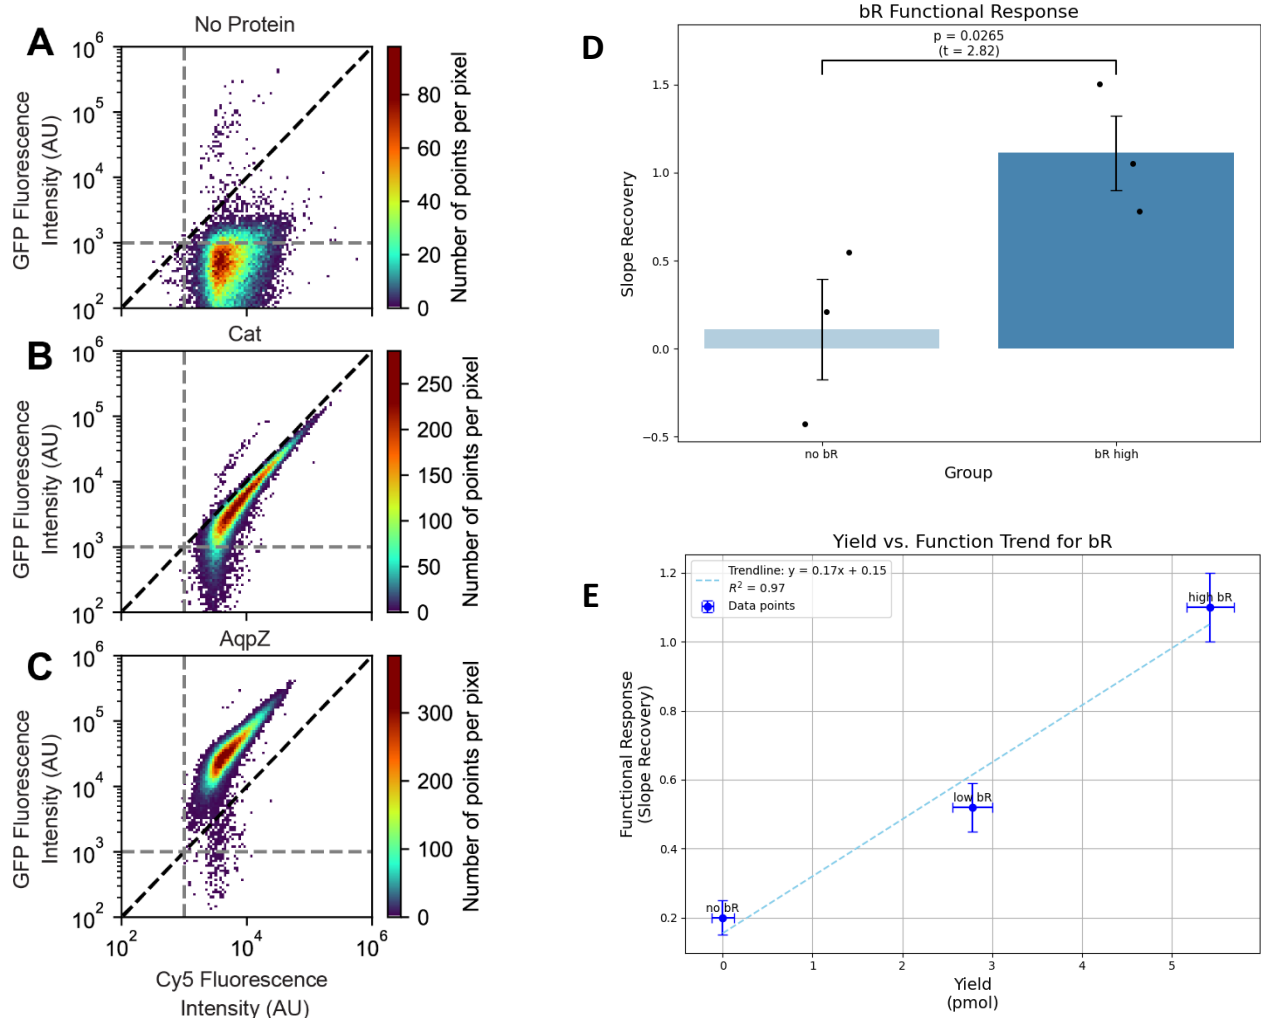 A
No Protein
10^6
10^5
10^4
10^3
10^2
GFP Fluorescence
Intensity (AU)
80
60
40
20
0
Number of points per pixel
B
Cat
10^6
10^5
10^4
10^3
10^2
GFP Fluorescence
Intensity (AU)
250
200
150
100
50
0
Number of points per pixel
C
AqpZ
10^6
10^5
10^4
10^3
10^2
GFP Fluorescence
Intensity (AU)
300
200
100
0
Number of points per pixel
10^2
10^4
10^6
Cy5 Fluorescence
Intensity (AU)
D
bR Functional Response
p = 0.0265
(t = 2.82)
1.5
1.0
0.5
0.0
−0.5
Slope Recovery
no bR
bR high
Group
E
Yield vs. Function Trend for bR
Trendline: y = 0.17x + 0.15
R² = 0.97
Data points
1.2
1.0
0.8
0.6
0.4
0.2
Functional Response
(Slope Recovery)
high bR
low bR
no bR
0
1
2
3
4
5
Yield
(pmol)